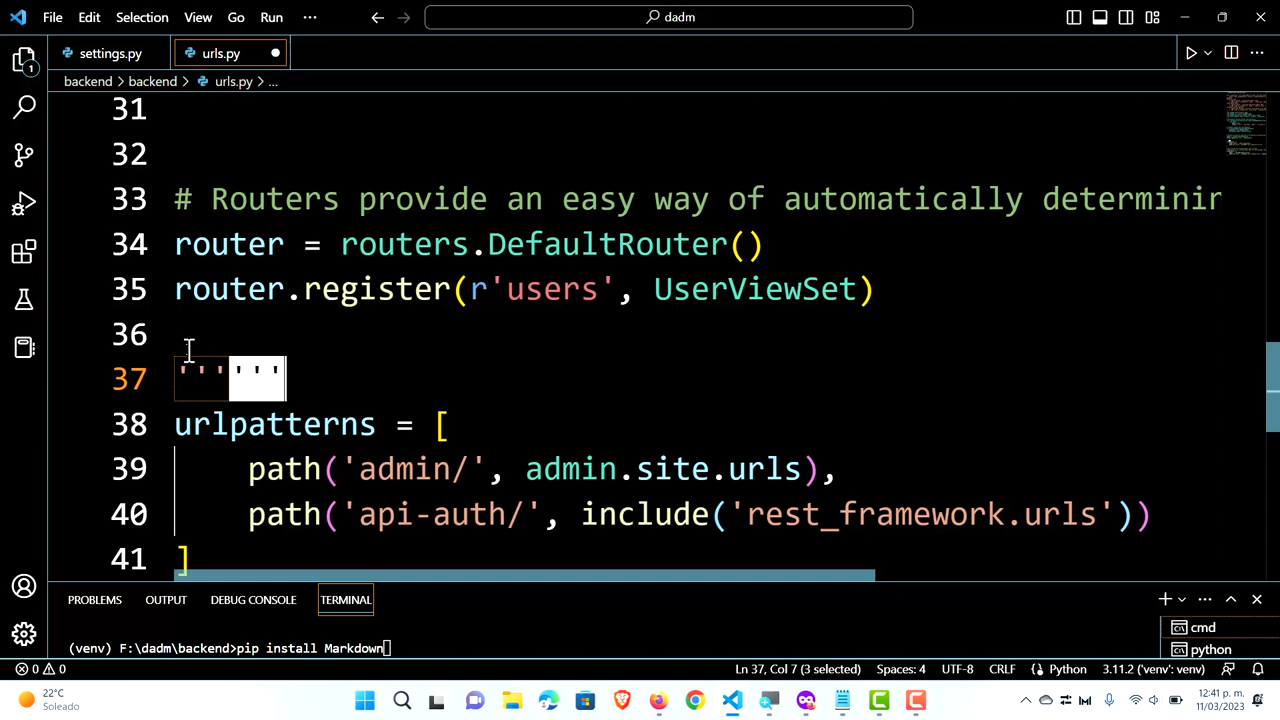 File Edit Selection View Go Run ··· dadm
settings.py urls.py
backend > backend > urls.py > ...
31
32
33 # Routers provide an easy way of automatically determinin
34 router = routers.DefaultRouter()
35 router.register(r'users', UserViewSet)
36
37 ''''''
38 urlpatterns = [
39 path('admin/', admin.site.urls),
40 path('api-auth/', include('rest_framework.urls'))
41 ]
PROBLEMS OUTPUT DEBUG CONSOLE TERMINAL
cmd
(venv) F:\dadm\backend>pip install Markdown
python
0 0 Ln 37, Col 7 (3 selected) Spaces: 4 UTF-8 CRLF Python 3.11.2 ('venv': venv)
22°C
Soleado
12:41 p. m.
11/03/2023
1